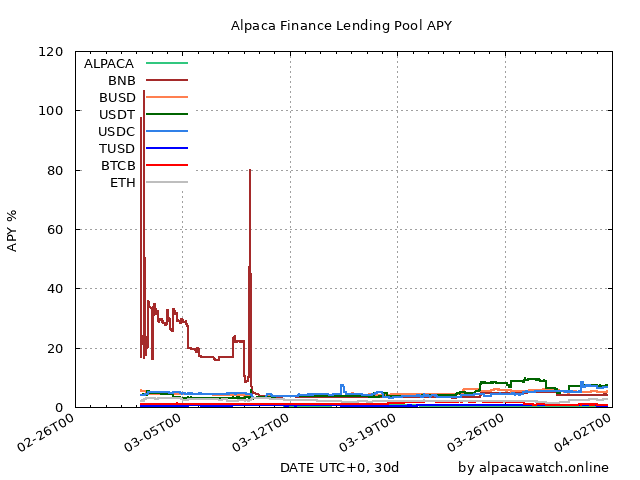 Alpaca Finance Lending Pool APY
120
100
80
60
40
20
0
APY %
ALPACA
BNB
BUSD
USDT
USDC
TUSD
BTCB
ETH
02-26T00
03-05T00
03-12T00
03-19T00
03-26T00
04-02T00
DATE UTC+0, 30d
by alpacawatch.online